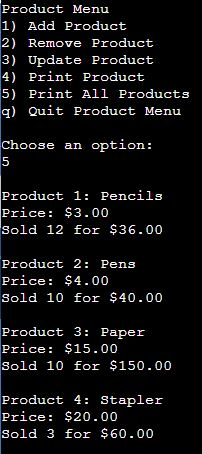 Product Menu
1) Add Product
2) Remove Product
3) Update Product
4) Print Product
5) Print All Products
q) Quit Product Menu
Choose an option:
5
Product 1: Pencils
Price: $3.00
Sold 12 for $36.00
Product 2: Pens
Price: $4.00
Sold 10 for $40.00
Product 3: Paper
Price: $15.00
Sold 10 for $150.00
Product 4: Stapler
Price: $20.00
Sold 3 for $60.00